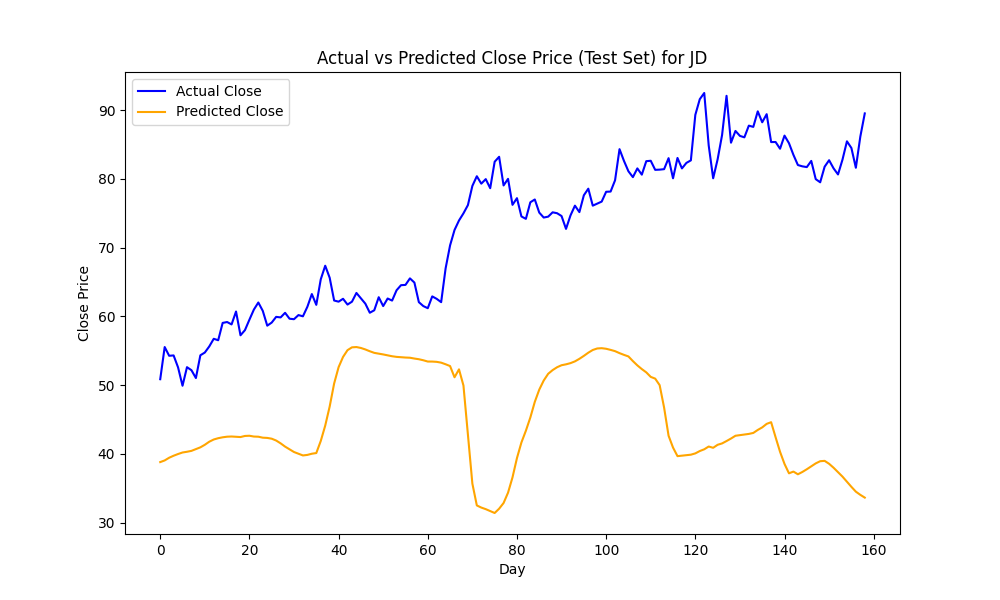 Actual vs Predicted Close Price (Test Set) for JD
Actual Close
Predicted Close
Close Price
90
80
70
60
50
40
30
0 20 40 60 80 100 120 140 160
Day